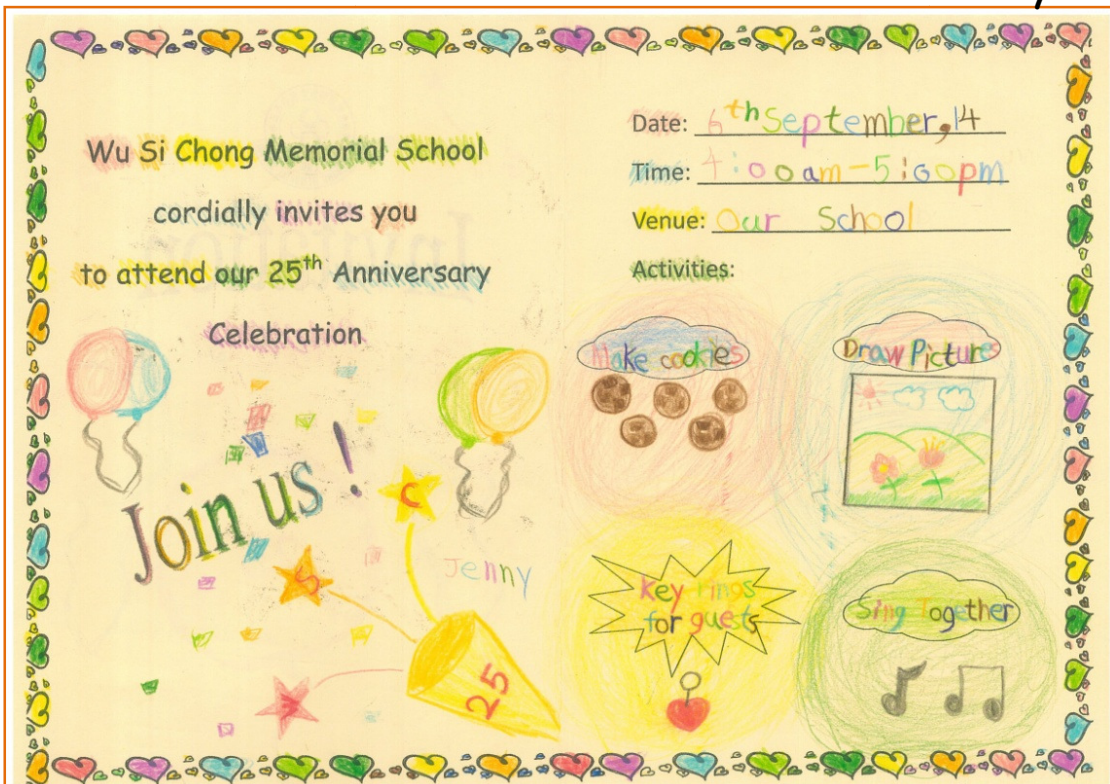 Wu Si Chong Memorial School
cordially invites you
to attend our 25th Anniversary
Celebration
Join us!
Jenny
C
S
25
Date: 6th September, 14
Time: 4:00am-5:00pm
Venue: Our School
Activities:
Make cookies
Draw Pictures
Key rings
for guests
Sing Together